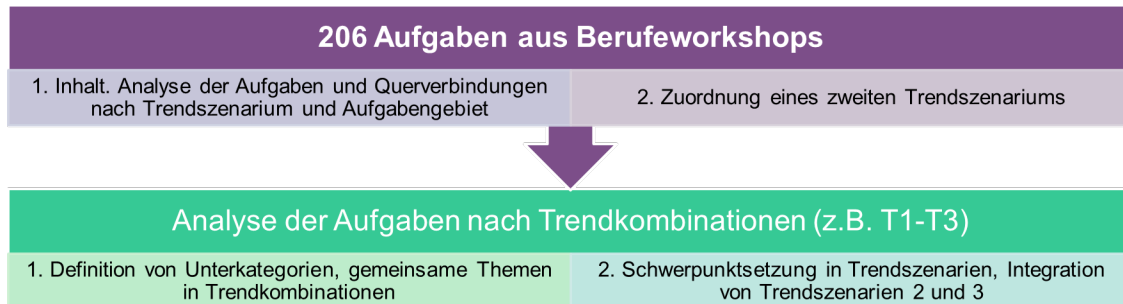 206 Aufgaben aus Berufeworkshops
1. Inhalt. Analyse der Aufgaben und Querverbindungen
nach Trendszenarium und Aufgabengebiet
2. Zuordnung eines zweiten Trendszenariums
Analyse der Aufgaben nach Trendkombinationen (z.B. T1-T3)
1. Definition von Unterkategorien, gemeinsame Themen
in Trendkombinationen
2. Schwerpunktsetzung in Trendszenarien, Integration
von Trendszenarien 2 und 3